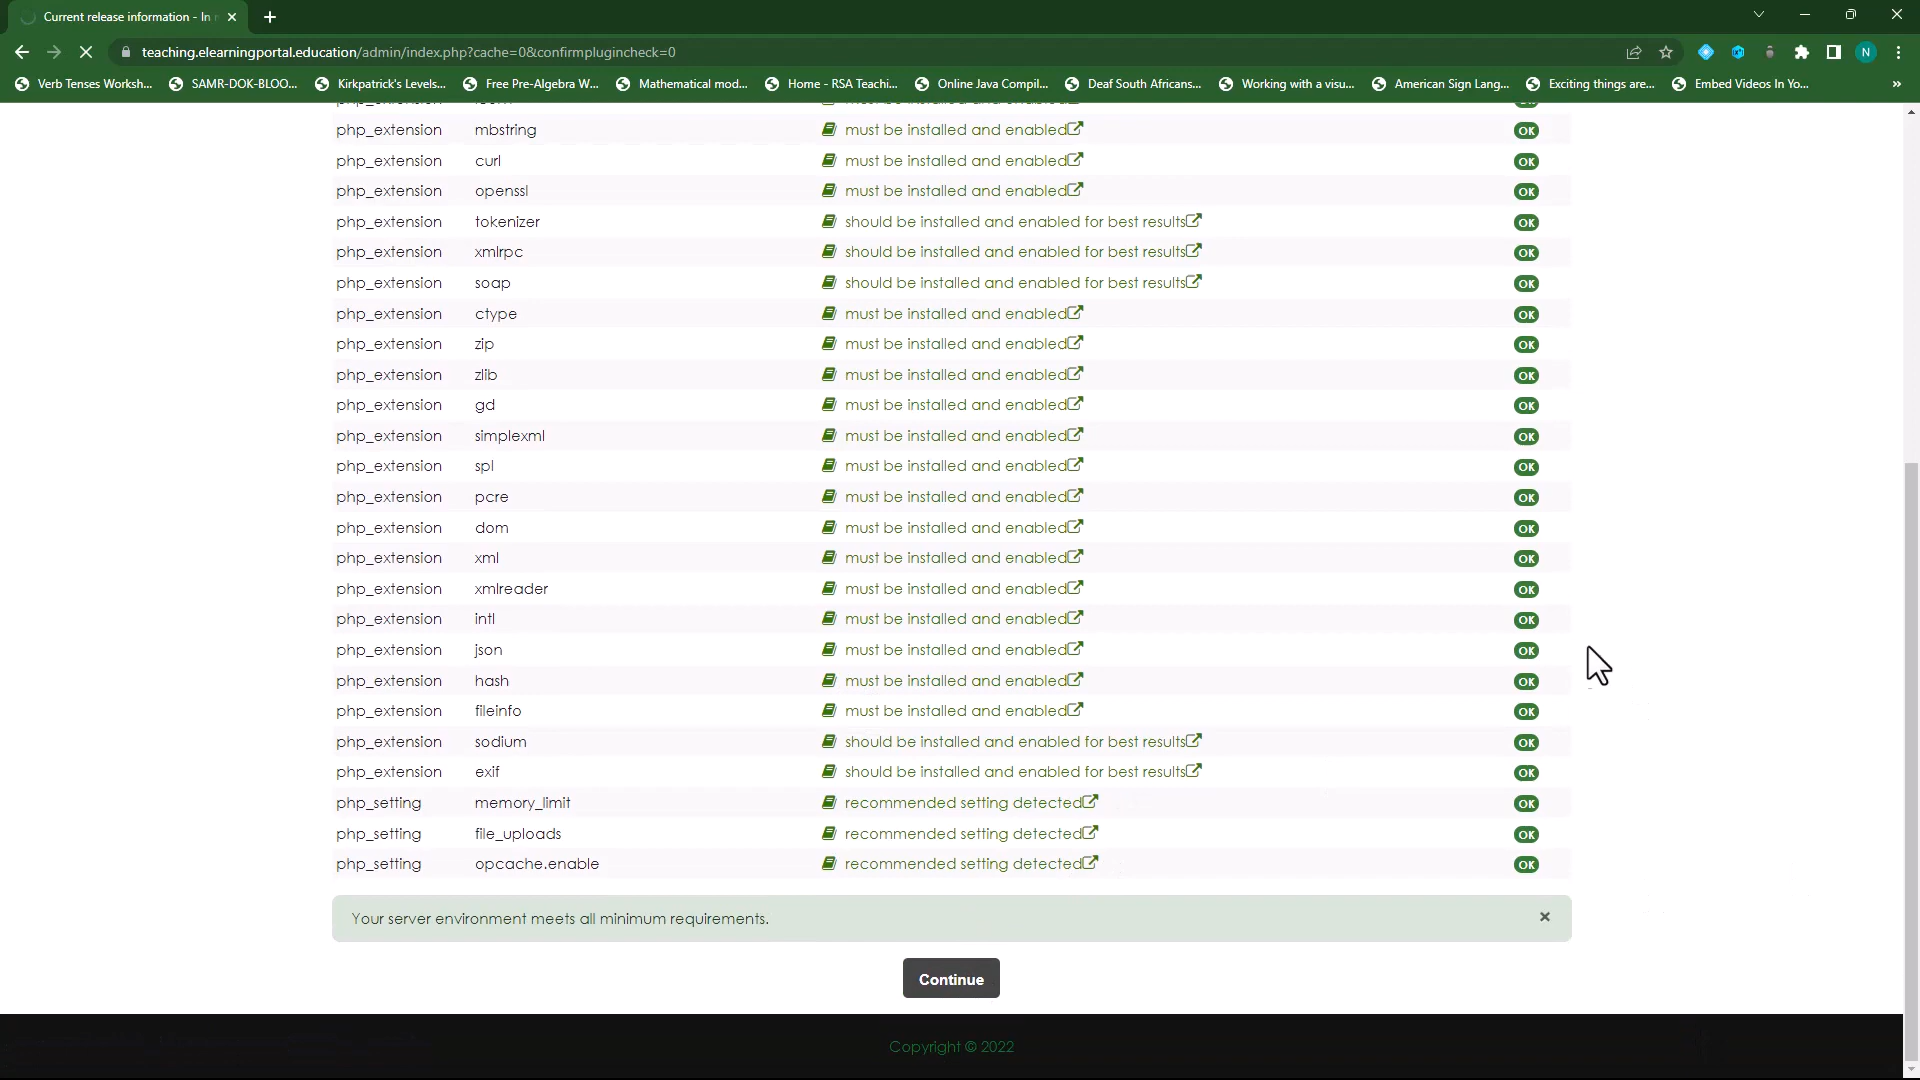 Current release information - In
teaching.elearningportal.education/admin/index.php?cache=0&confirmplugincheck=0
N
Verb Tenses Worksh... SAMR-DOK-BLOO... Kirkpatrick's Levels... Free Pre-Algebra W... Mathematical mod... Home - RSA Teachi... Online Java Compil... Deaf South Africans... Working with a visu... American Sign Lang... Exciting things are... Embed Videos In Yo... »
php_extension mbstring must be installed and enabled OK
php_extension curl must be installed and enabled OK
php_extension openssl must be installed and enabled OK
php_extension tokenizer should be installed and enabled for best results OK
php_extension xmlrpc should be installed and enabled for best results OK
php_extension soap should be installed and enabled for best results OK
php_extension ctype must be installed and enabled OK
php_extension zip must be installed and enabled OK
php_extension zlib must be installed and enabled OK
php_extension gd must be installed and enabled OK
php_extension simplexml must be installed and enabled OK
php_extension spl must be installed and enabled OK
php_extension pcre must be installed and enabled OK
php_extension dom must be installed and enabled OK
php_extension xml must be installed and enabled OK
php_extension xmlreader must be installed and enabled OK
php_extension intl must be installed and enabled OK
php_extension json must be installed and enabled OK
php_extension hash must be installed and enabled OK
php_extension fileinfo must be installed and enabled OK
php_extension sodium should be installed and enabled for best results OK
php_extension exif should be installed and enabled for best results OK
php_setting memory_limit recommended setting detected OK
php_setting file_uploads recommended setting detected OK
php_setting opcache.enable recommended setting detected OK
Your server environment meets all minimum requirements.
Continue
Copyright © 2022